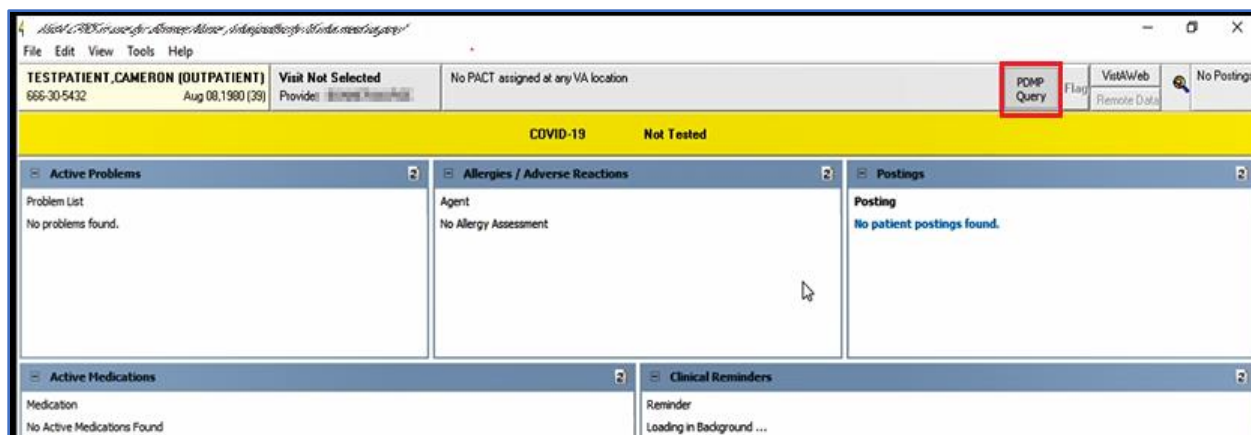 File Edit View Tools Help
TESTPATIENT,CAMERON (OUTPATIENT)
666-30-5432 Aug 08,1980 (39)
Visit Not Selected
Provider:
No PACT assigned at any VA location
PDMP
Query
Flag
VistAWeb
Remote Data
No Postings
COVID-19 Not Tested
Active Problems
Problem List
No problems found.
Allergies / Adverse Reactions
Agent
No Allergy Assessment
Postings
Posting
No patient postings found.
Active Medications
Medication
No Active Medications Found
Clinical Reminders
Reminder
Loading in Background ...